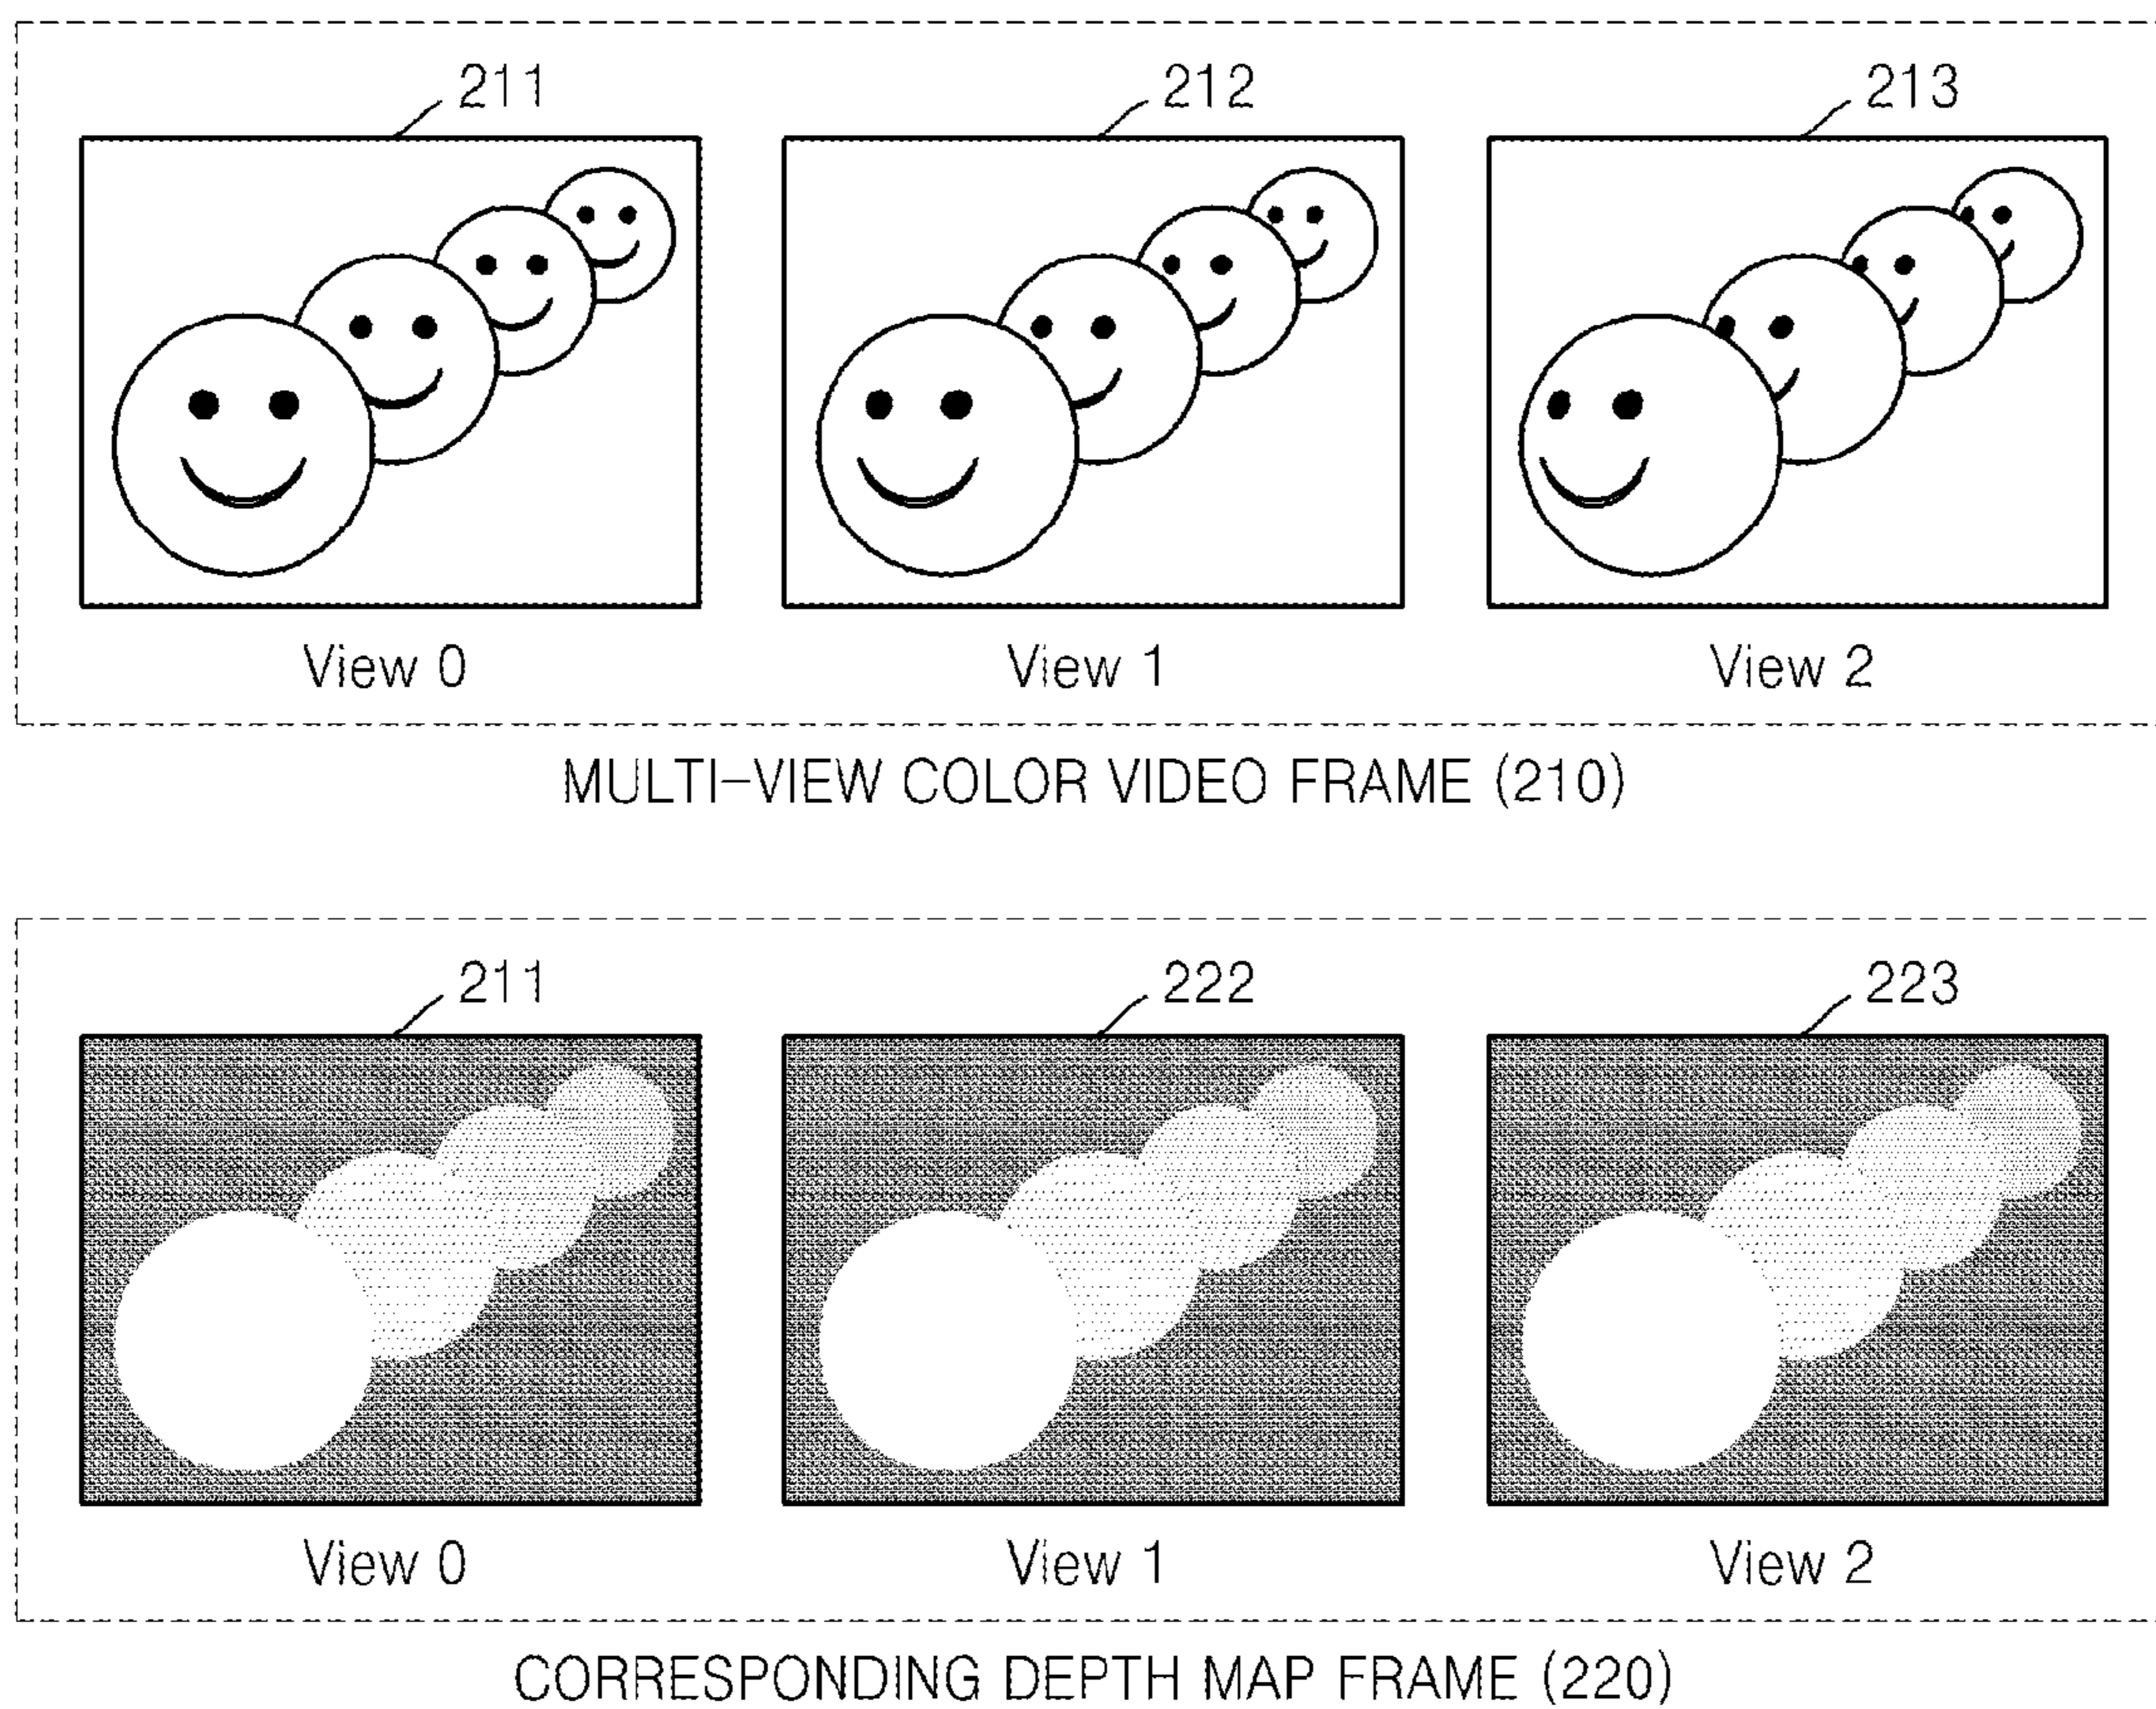 211 212 213
View 0 View 1 View 2
MULTI-VIEW COLOR VIDEO FRAME (210)
211 222 223
View 0 View 1 View 2
CORRESPONDING DEPTH MAP FRAME (220)